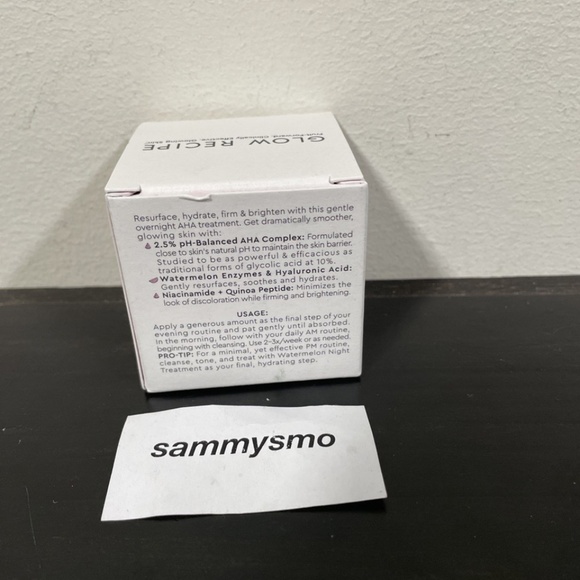 GLOW RECIPE
Fruit-Forward, Clinically Effective, Glowing Skin
Resurface, hydrate, firm & brighten with this gentle
overnight AHA treatment. Get dramatically smoother,
glowing skin with:
2.5% pH-Balanced AHA Complex: Formulated
close to skin's natural pH to maintain the skin barrier.
Studied to be as powerful & efficacious as
traditional forms of glycolic acid at 10%.
Watermelon Enzymes & Hyaluronic Acid:
Gently resurfaces, soothes and hydrates.
Niacinamide + Quinoa Peptide: Minimizes the
look of discoloration while firming and brightening.
USAGE:
Apply a generous amount as the final step of your
evening routine and pat gently until absorbed.
In the morning, follow with your daily AM routine,
beginning with cleansing. Use 2-3x/week or as needed.
PRO-TIP: For a minimal, yet effective PM routine,
cleanse, tone, and treat with Watermelon Night
Treatment as your final, hydrating step.
sammysmo